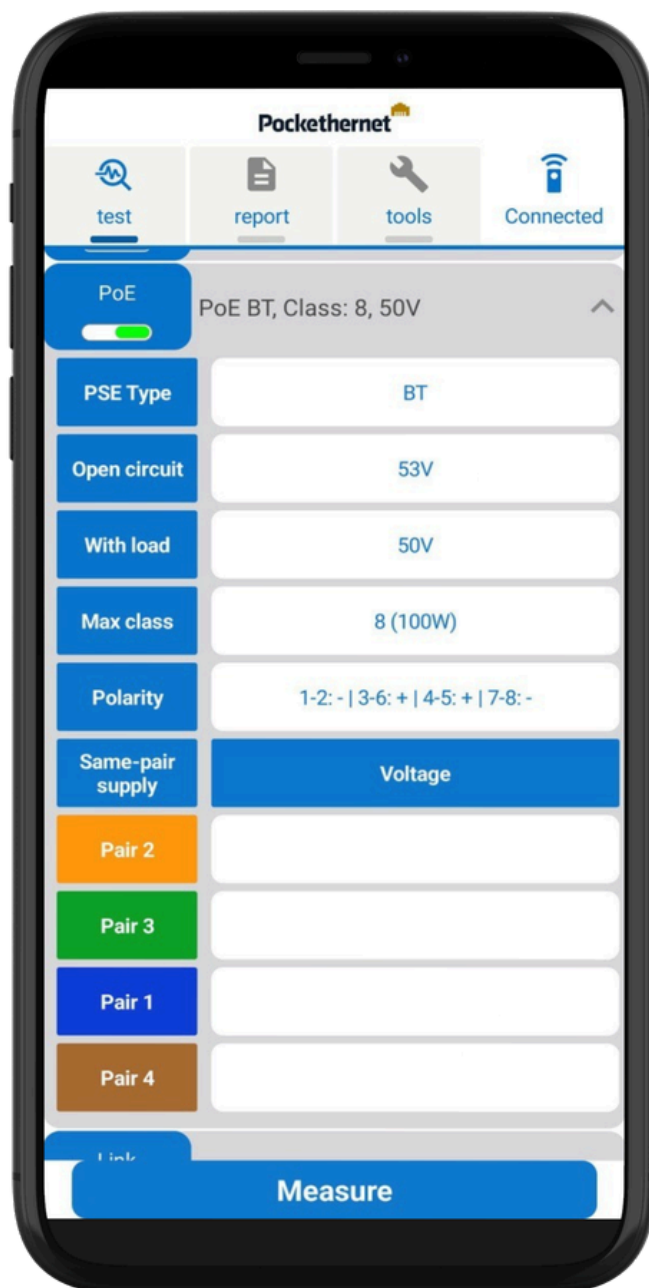 Pockethernet
test
report
tools
Connected
PoE
PoE BT, Class: 8, 50V
PSE Type
BT
Open circuit
53V
With load
50V
Max class
8 (100W)
Polarity
1-2: - | 3-6: + | 4-5: + | 7-8: -
Same-pair
supply
Voltage
Pair 2
Pair 3
Pair 1
Pair 4
Link
Measure